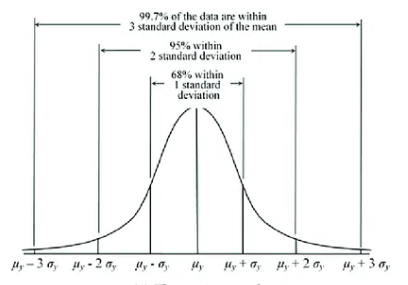 99.7% of the data are within
3 standard deviation of the mean
95% within
2 standard deviation
68% within
1 standard
deviation
μy – 3 σy μy - 2 σy μy - σy μy μy + σy μy + 2 σy μy + 3 σy